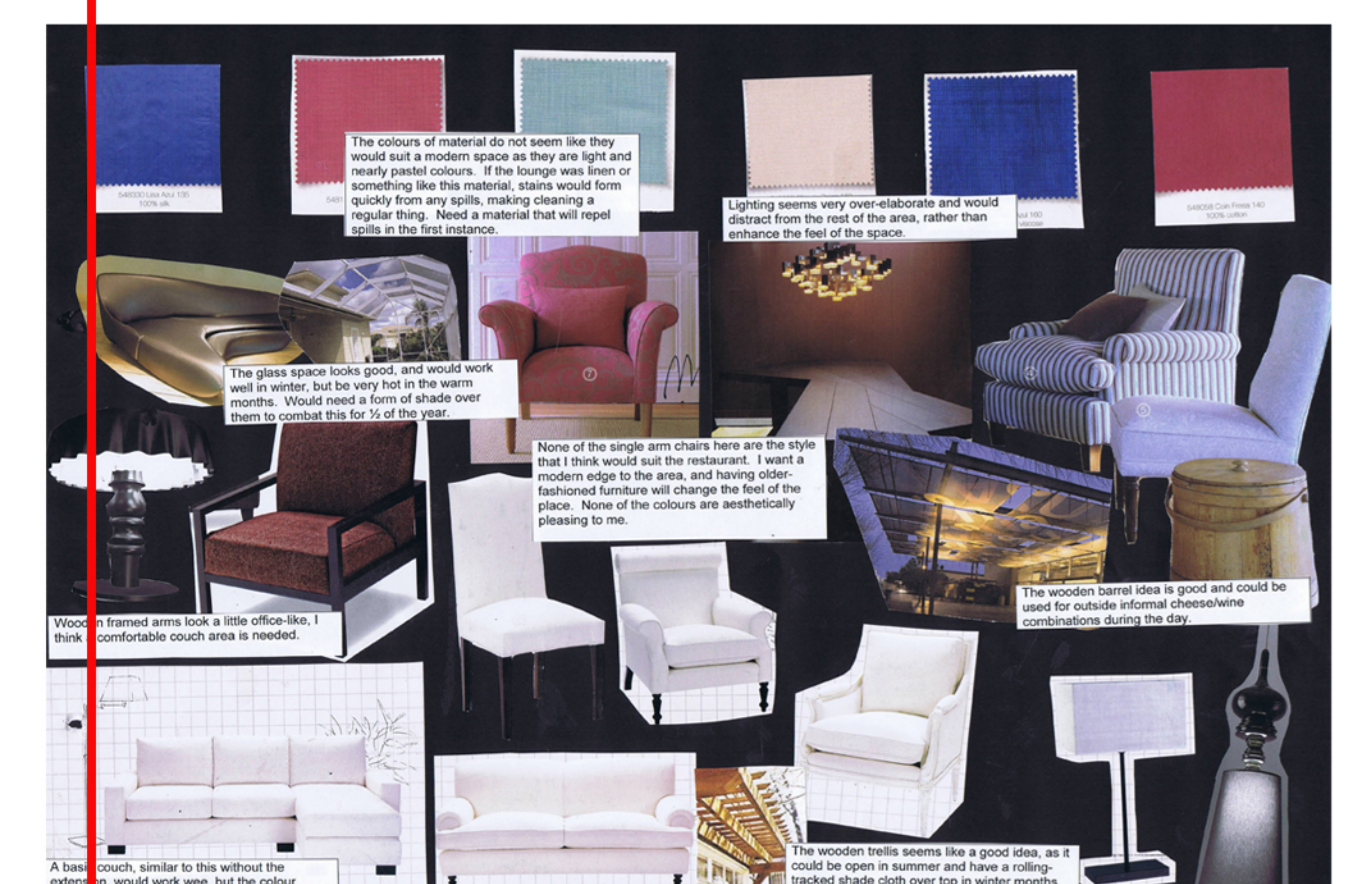 548330 Lisa Azul 135
100% silk
5481
The colours of material do not seem like they
would suit a modern space as they are light and
nearly pastel colours. If the lounge was linen or
something like this material, stains would form
quickly from any spills, making cleaning a
regular thing. Need a material that will repel
spills in the first instance.
Lighting seems very over-elaborate and would
distract from the rest of the area, rather than
enhance the feel of the space.
160
viscose
548058 Coin Fresa 140
100% cotton
The glass space looks good, and would work
well in winter, but be very hot in the warm
months. Would need a form of shade over
them to combat this for ½ of the year.
7
None of the single arm chairs here are the style
that I think would suit the restaurant. I want a
modern edge to the area, and having older-
fashioned furniture will change the feel of the
place. None of the colours are aesthetically
pleasing to me.
The wooden barrel idea is good and could be
used for outside informal cheese/wine
combinations during the day.
framed arms look a little office-like, I
think comfortable couch area is needed.
A couch, similar to this without the
would work wee, but the colour
The wooden trellis seems like a good idea, as it
could be open in summer and have a rolling-
tracked shade cloth over top in winter months